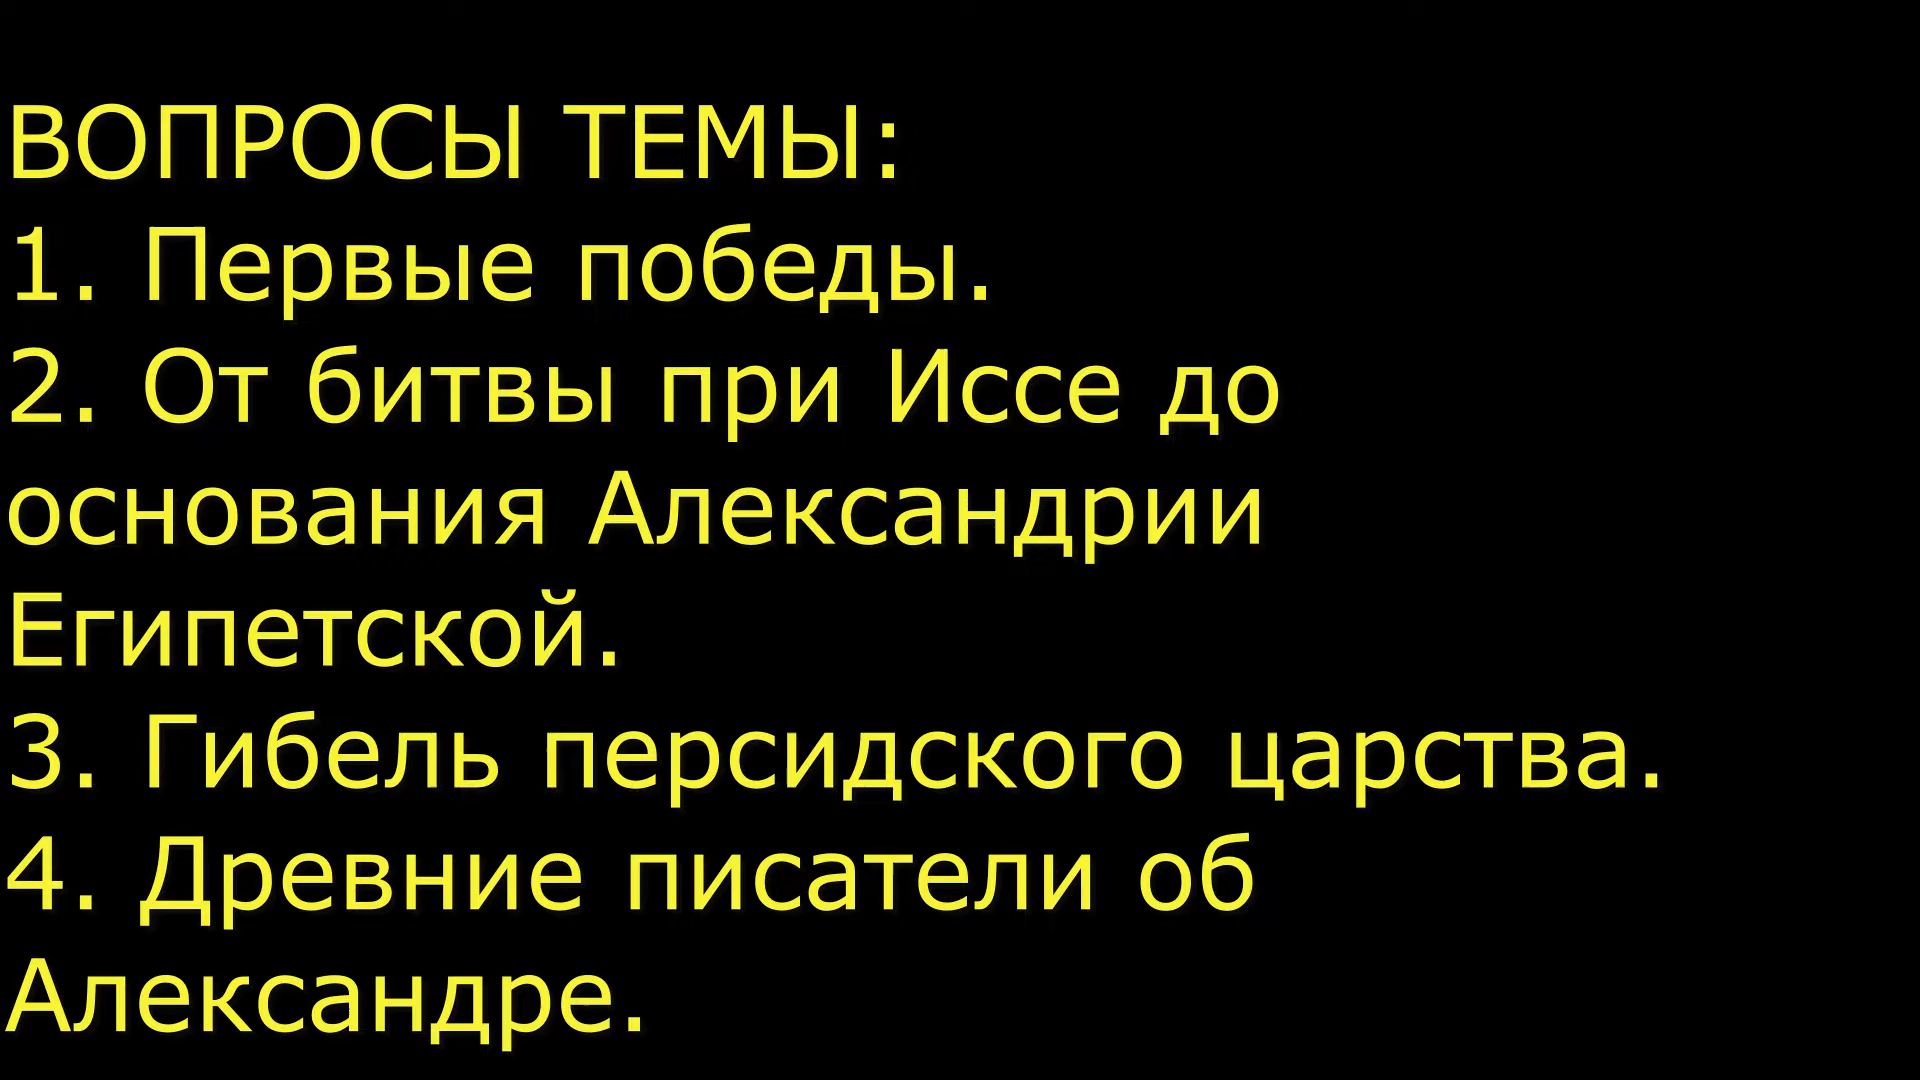 ВОПРОСЫ ТЕМЫ:
1. Первые победы.
2. От битвы при Иссе до
основания Александрии
Египетской.
3. Гибель персидского царства.
4. Древние писатели об
Александре.